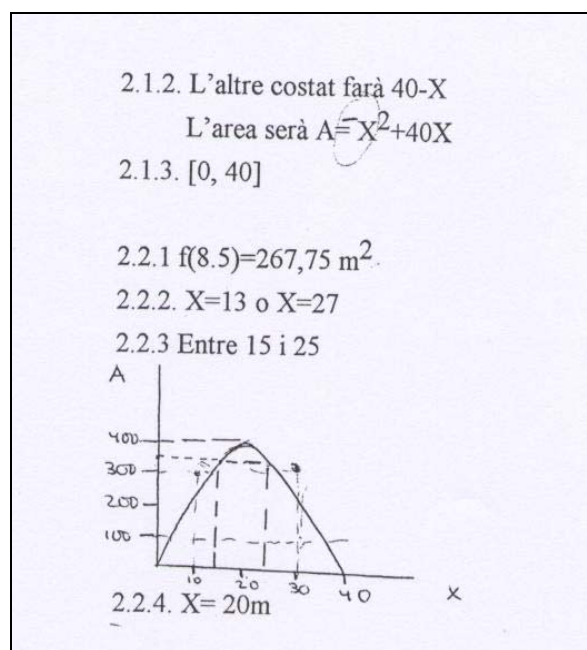 2.1.2. L'altre costat farà 40-X
L'area serà A=-X²+40X
2.1.3. [0, 40]
2.2.1 f(8.5)=267,75 m²
2.2.2. X=13 o X=27
2.2.3 Entre 15 i 25
A
400
300
200
100
10 20 30 40 X
2.2.4. X= 20m